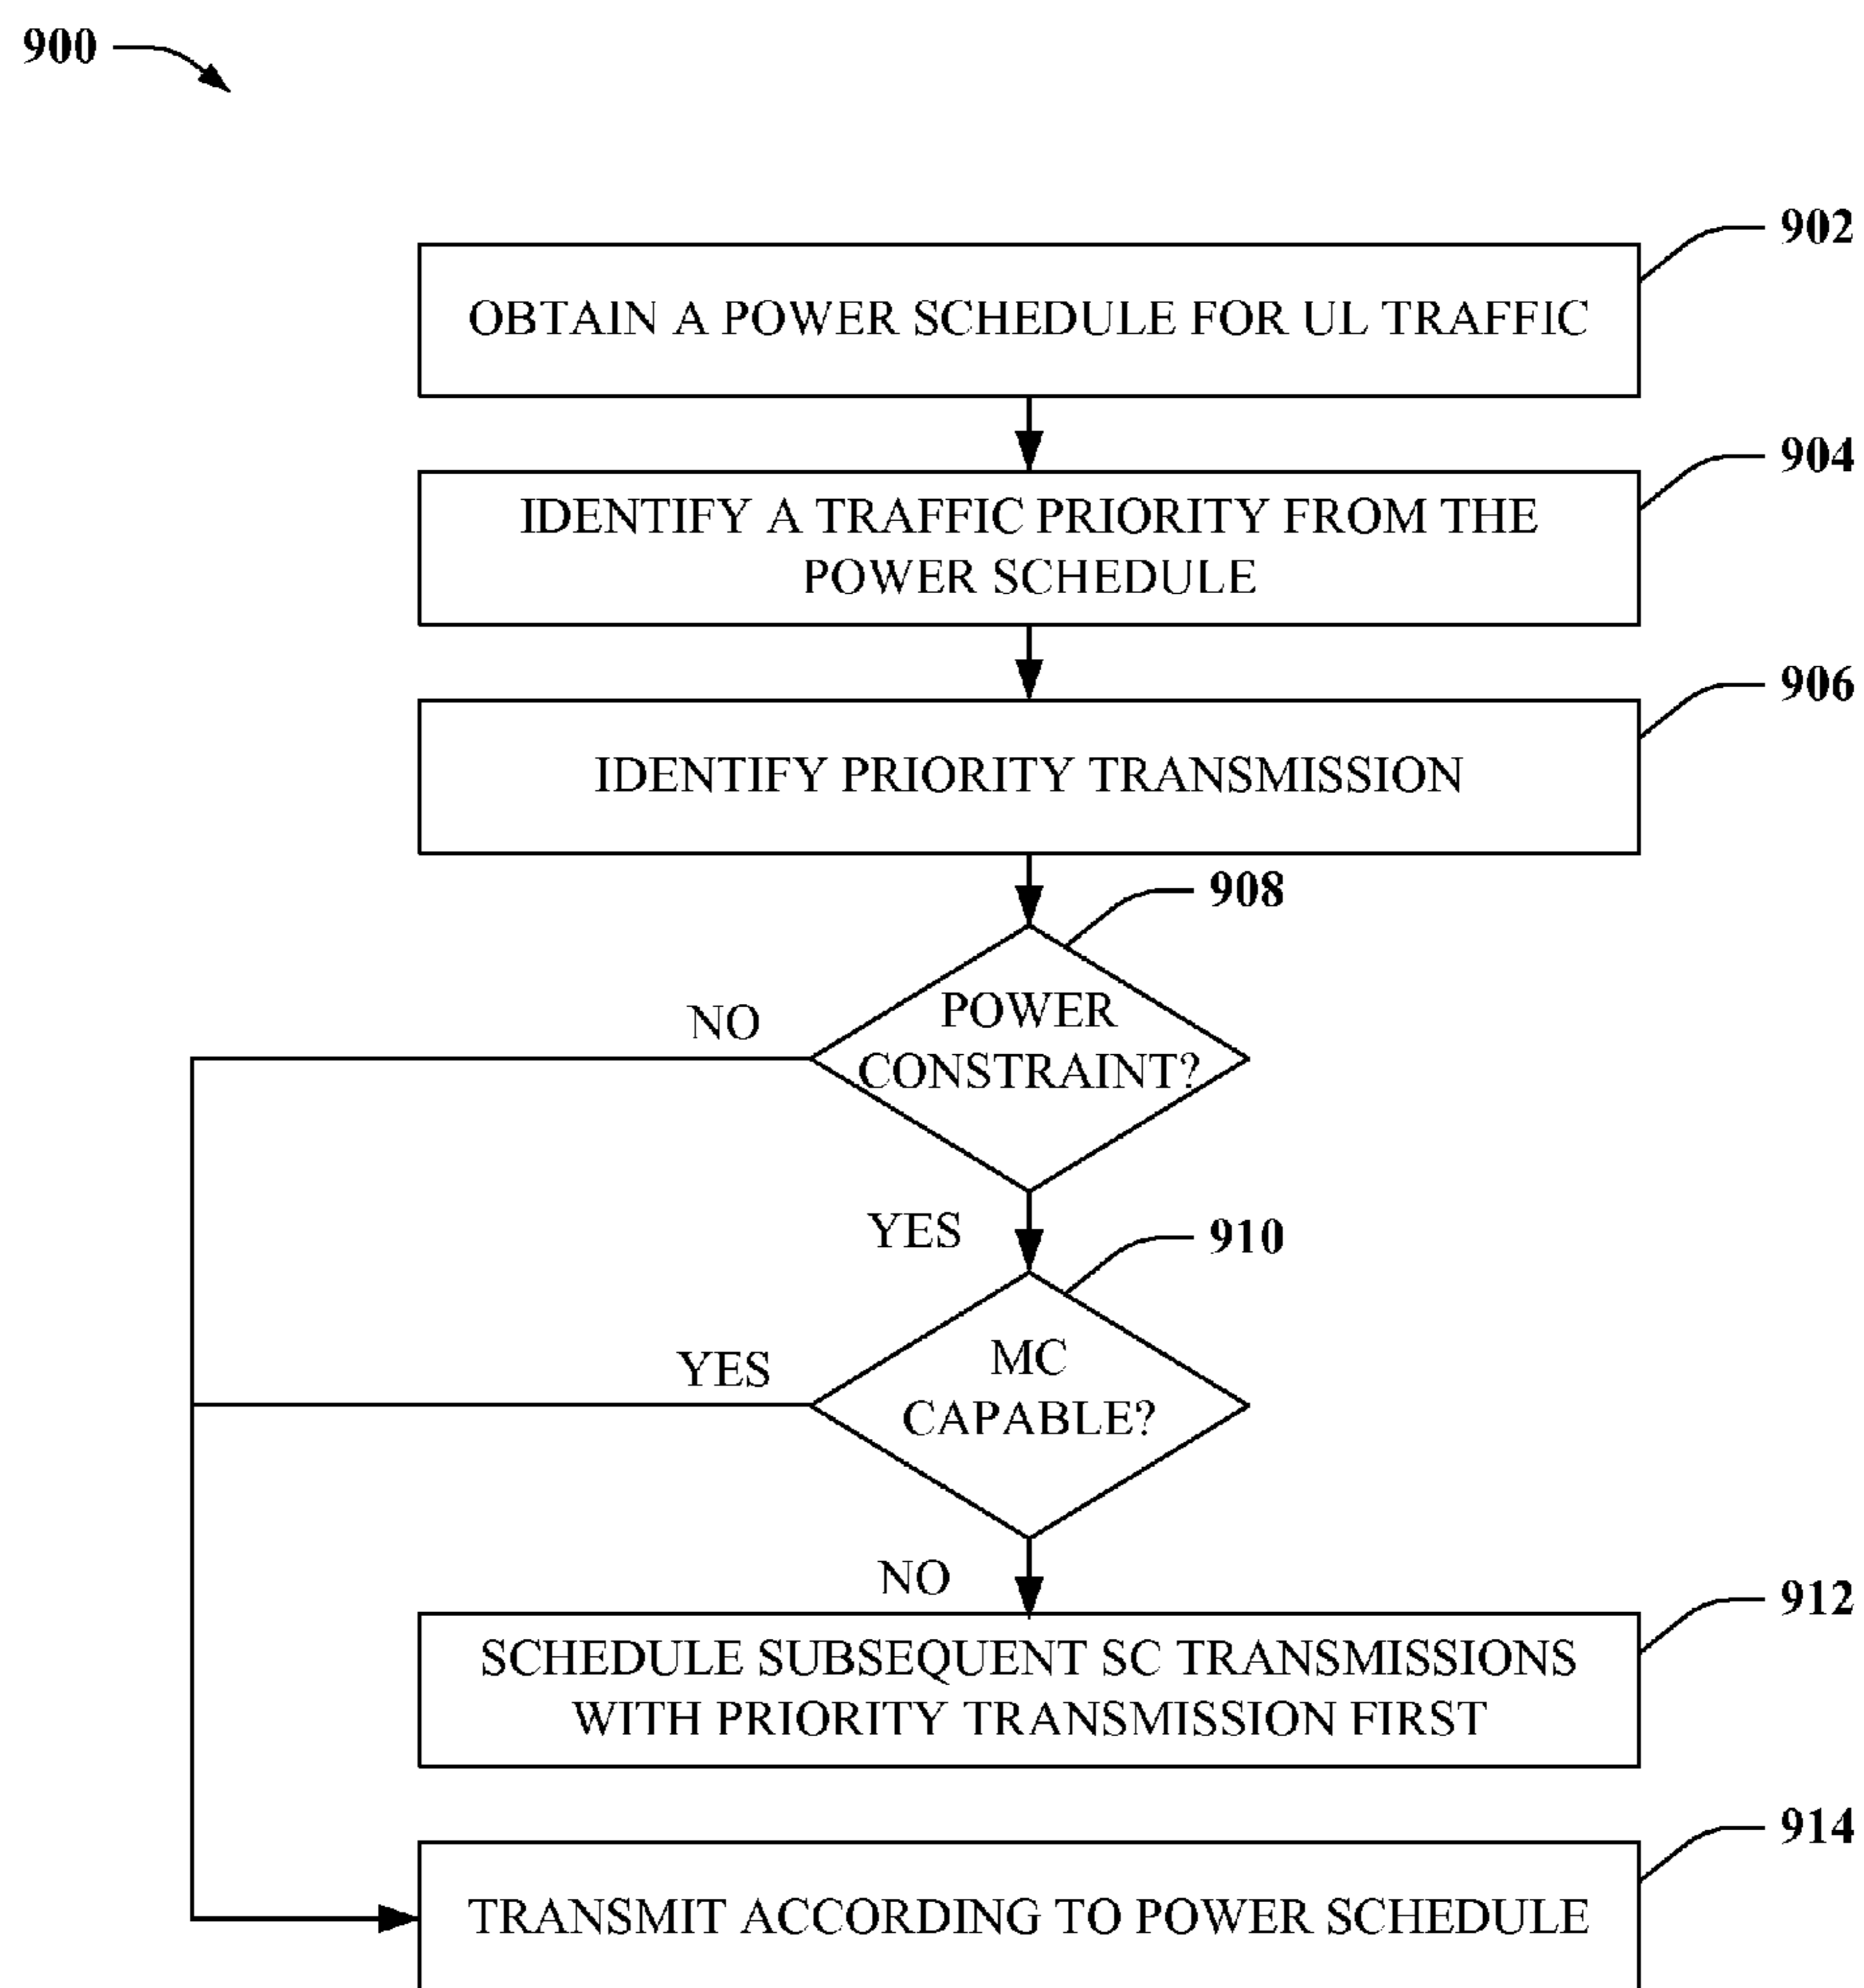 900
902
OBTAIN A POWER SCHEDULE FOR UL TRAFFIC
904
IDENTIFY A TRAFFIC PRIORITY FROM THE
POWER SCHEDULE
906
IDENTIFY PRIORITY TRANSMISSION
908
POWER
CONSTRAINT?
NO
YES
910
MC
CAPABLE?
YES
NO
912
SCHEDULE SUBSEQUENT SC TRANSMISSIONS
WITH PRIORITY TRANSMISSION FIRST
914
TRANSMIT ACCORDING TO POWER SCHEDULE